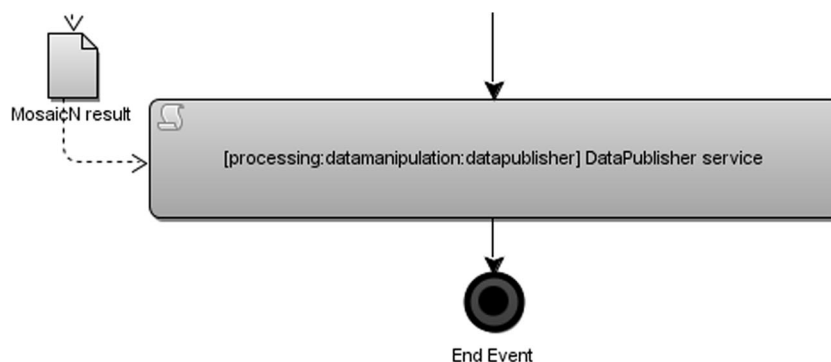 MosaicN result
[processing:datamanipulation:datapublisher] DataPublisher service
End Event